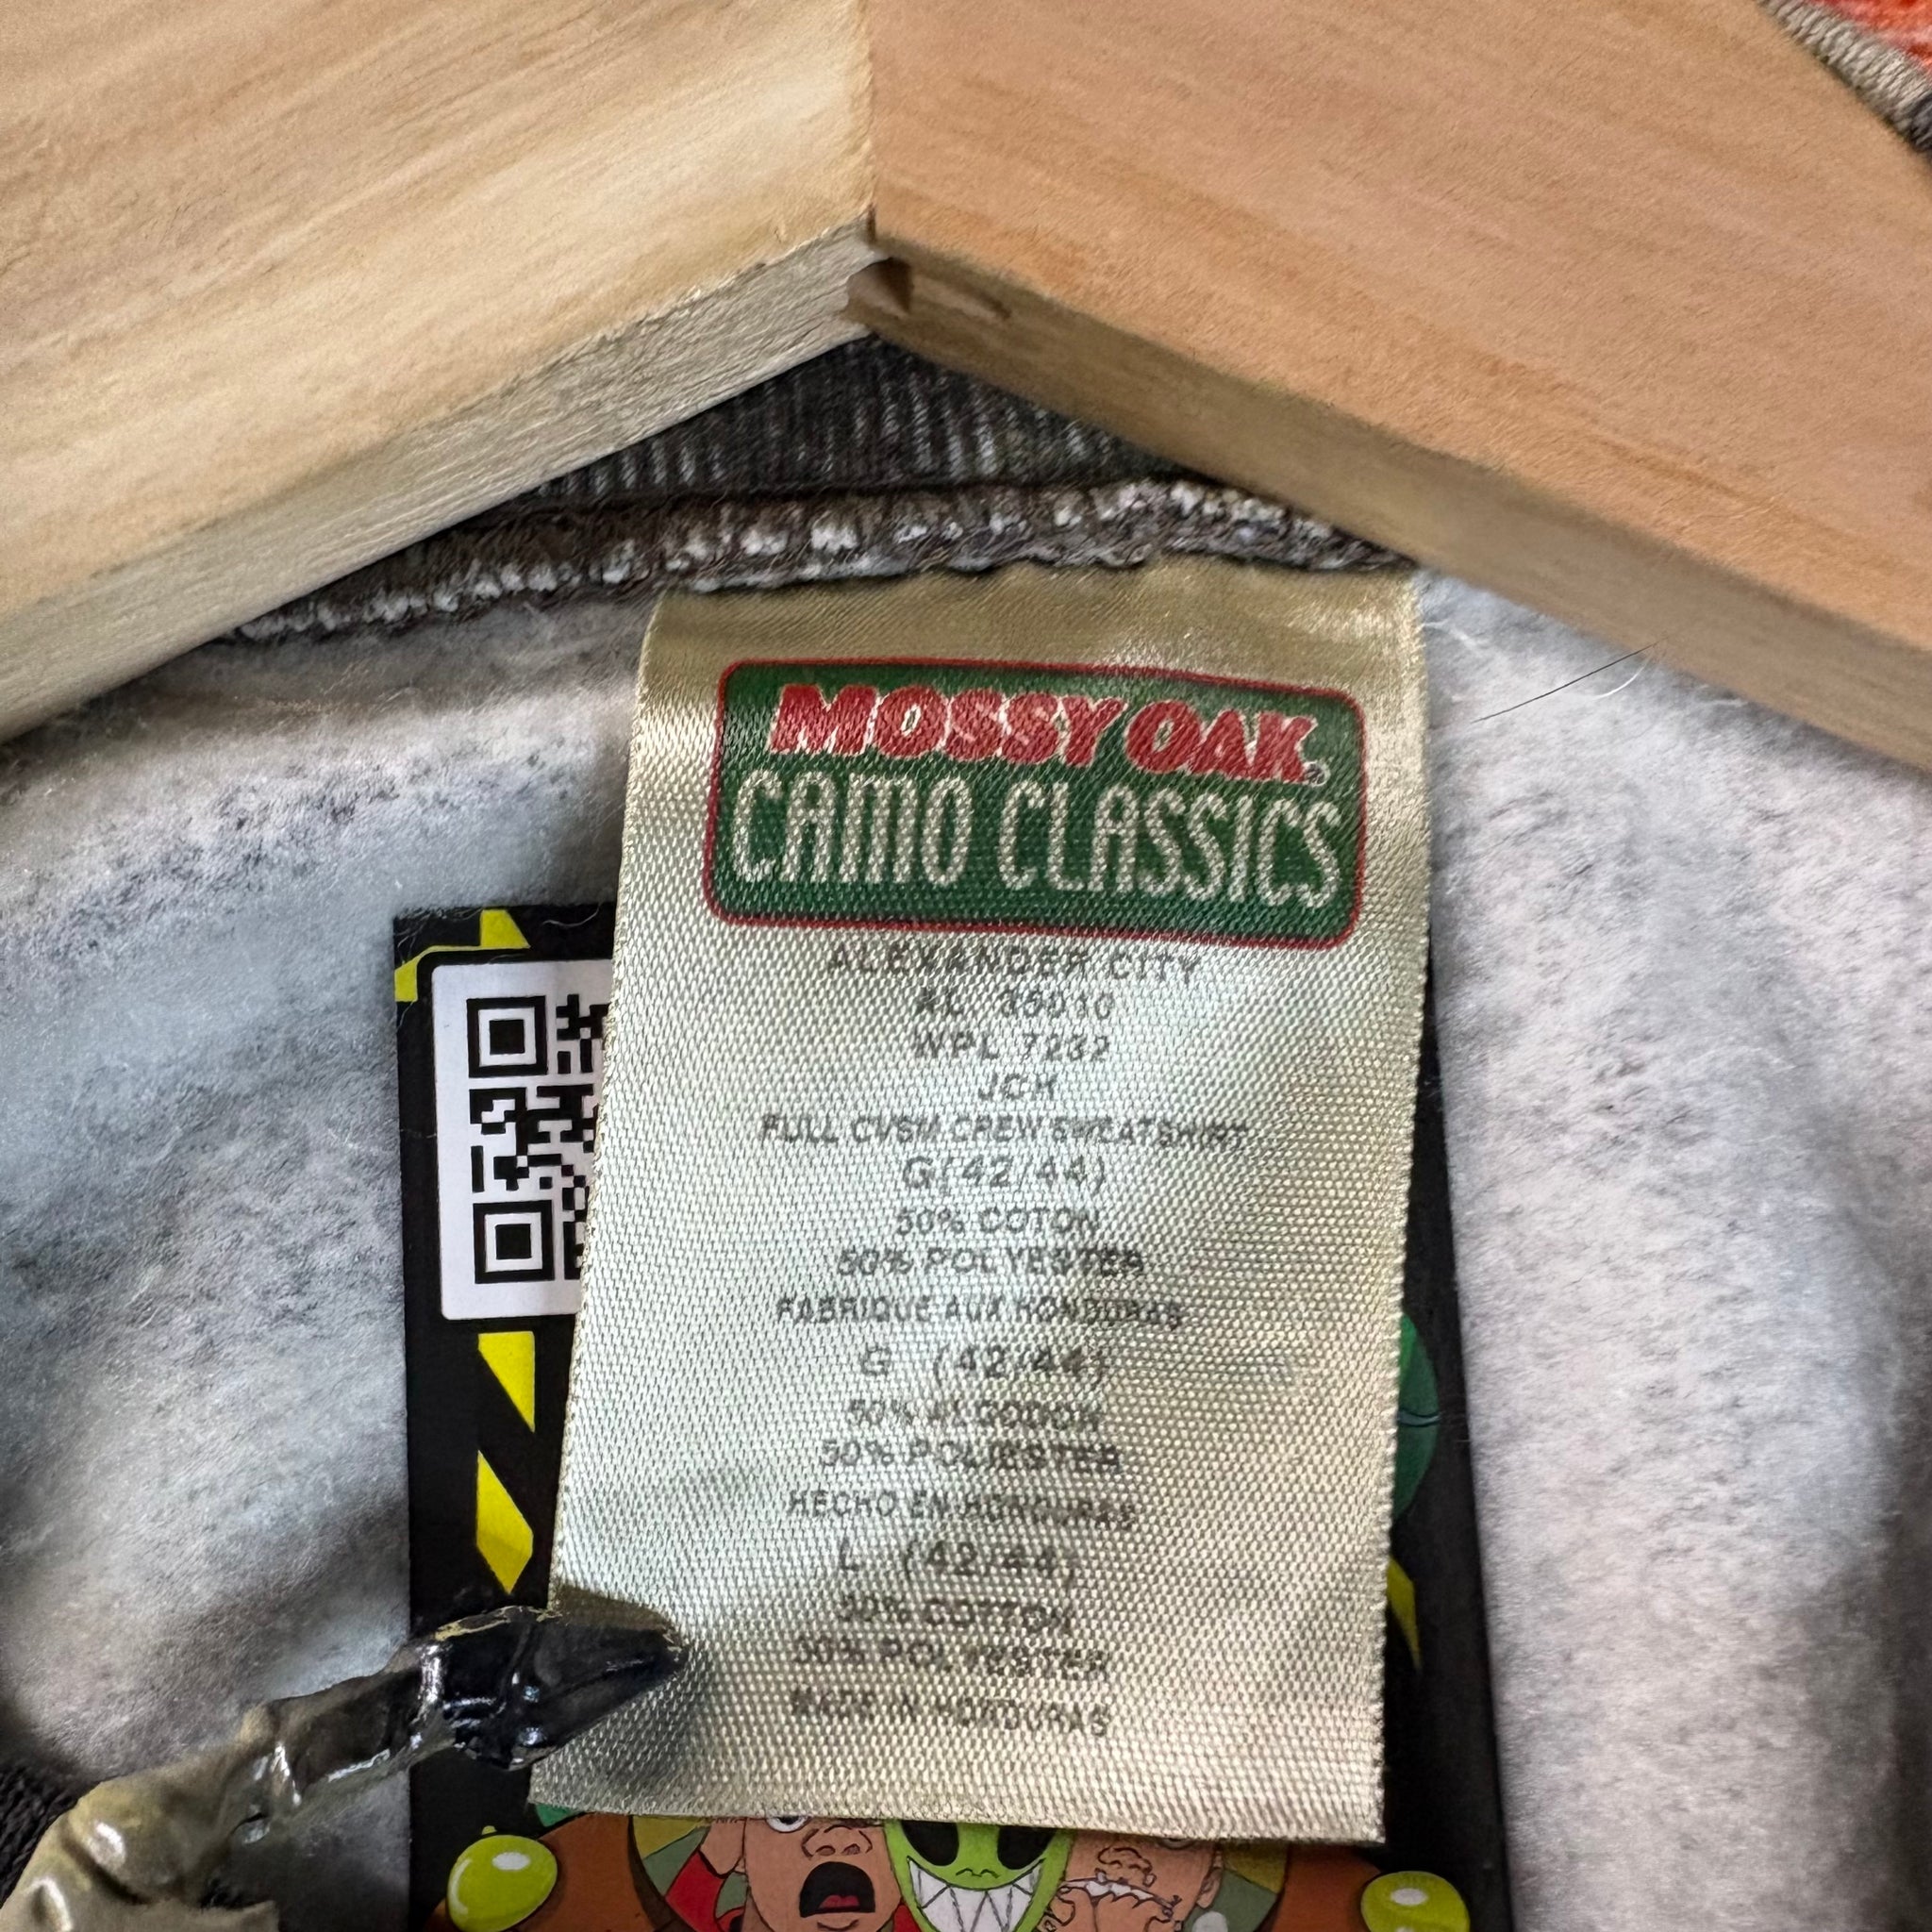 MOSSY OAK®
CAMO CLASSICS
ALEXANDER CITY
AL 35010
WPL 7232
JCH
FULL CVSM CREW SWEATSHIRT
G(42/44)
50% COTON
50% POLYESTER
FABRIQUE AUX HONDURAS
G (42/44)
50% ALGODON
50% POLIESTER
HECHO EN HONDURAS
L (42/44)
50% COTTON
50% POLYESTER
MADE IN HONDURAS